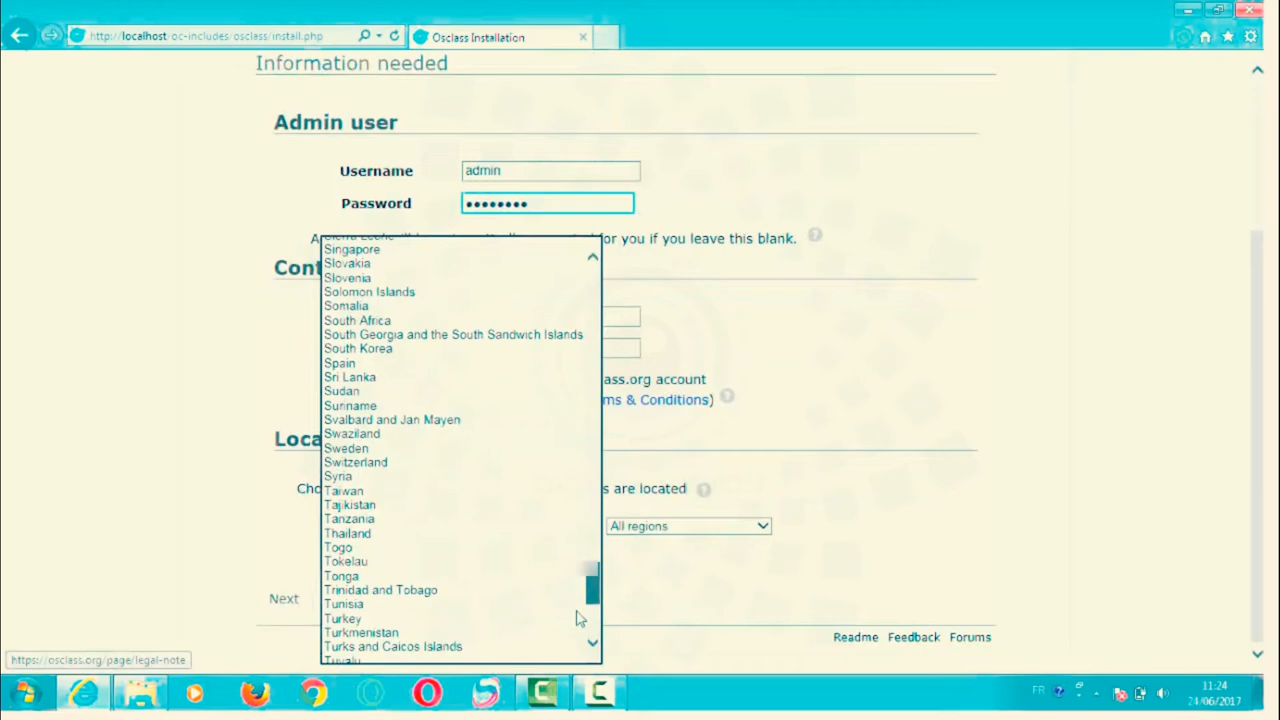 http://localhost/oc-includes/osclass/install.php
Osclass Installation
Information needed
Admin user
Username
admin
Password
••••••••
for you if you leave this blank.
Cont
Singapore
Slovakia
Slovenia
Solomon Islands
Somalia
South Africa
South Georgia and the South Sandwich Islands
South Korea
Spain
Sri Lanka
ass.org account
Sudan
ms & Conditions)
Suriname
Svalbard and Jan Mayen
Swaziland
Loca
Sweden
Switzerland
Syria
Cho
s are located
Taiwan
Tajikistan
Tanzania
All regions
Thailand
Togo
Tokelau
Tonga
Trinidad and Tobago
Next
Tunisia
Turkey
Turkmenistan
Readme Feedback Forums
Turks and Caicos Islands
Tuvalu
https://osclass.org/page/legal-note
FR
11:24
24/06/2017